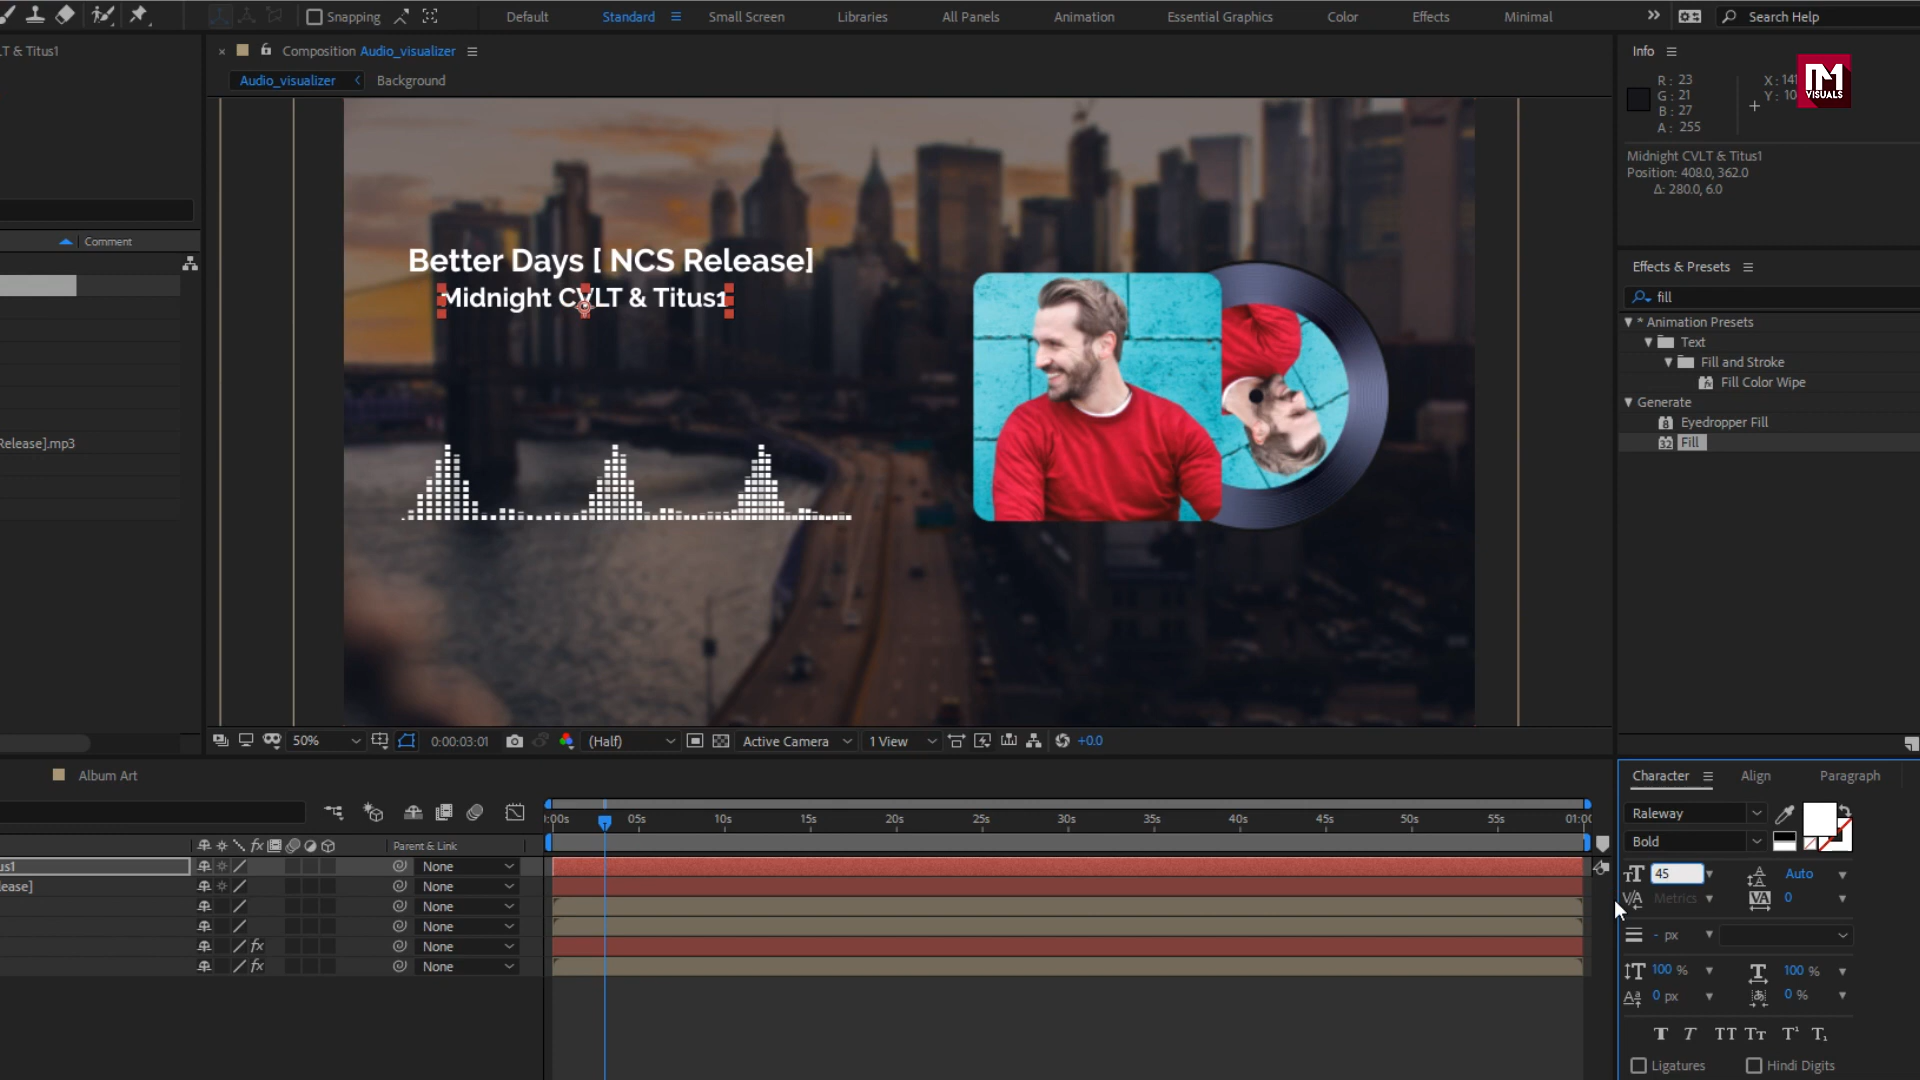 Snapping
Default
Standard
Small Screen
Libraries
All Panels
Animation
Essential Graphics
Color
Effects
Minimal
Search Help
LT & Titus1
Composition Audio_visualizer
Audio_visualizer
Background
Info
R: 23
G: 21
B: 27
A: 255
X: 141
Y: 10
M
VISUALS
Midnight CVLT & Titus1
Position: 408.0, 362.0
Δ: 280.0, 6.0
Comment
Release].mp3
Better Days [ NCS Release]
Midnight CVLT & Titus1
Effects & Presets
fill
* Animation Presets
Text
Fill and Stroke
Fill Color Wipe
Generate
Eyedropper Fill
Fill
50%
0:00:03:01
(Half)
Active Camera
1 View
+0.0
Album Art
Parent & Link
us1
None
lease]
None
None
None
None
None
:00s
05s
10s
15s
20s
25s
30s
35s
40s
45s
50s
55s
01:00
Character
Align
Paragraph
Raleway
Bold
45
Auto
Metrics
0
- px
100 %
100 %
0 px
0 %
Ligatures
Hindi Digits